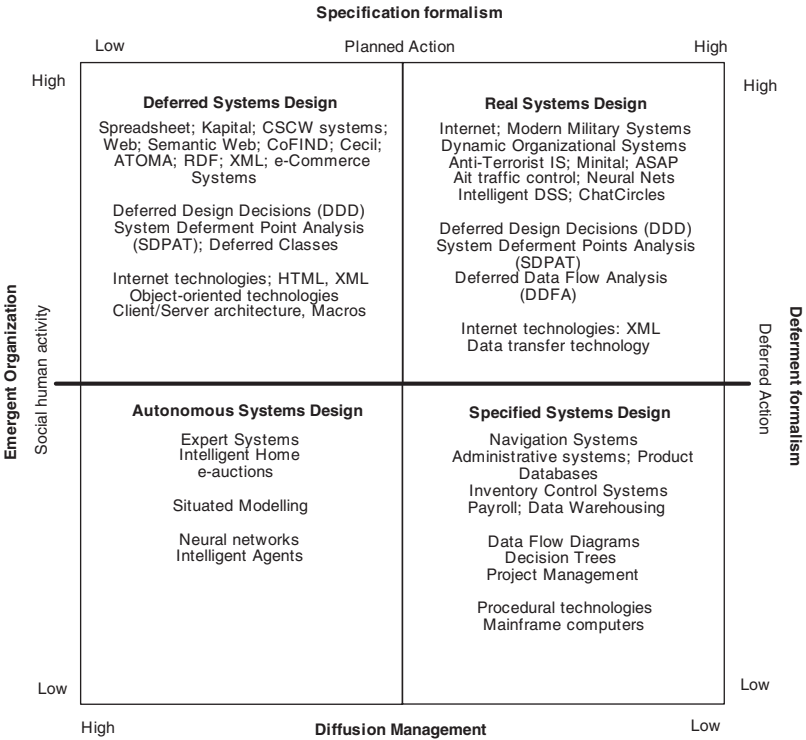 Specification formalism
Low Planned Action High
High
High
Deferred Systems Design
Spreadsheet; Kapital; CSCW systems;
Web; Semantic Web; CoFIND; Cecil;
ATOMA; RDF; XML; e-Commerce
Systems
Deferred Design Decisions (DDD)
System Deferment Point Analysis
(SDPAT); Deferred Classes
Internet technologies; HTML, XML
Object-oriented technologies
Client/Server architecture, Macros
Real Systems Design
Internet; Modern Military Systems
Dynamic Organizational Systems
Anti-Terrorist IS; Minital; ASAP
Ait traffic control; Neural Nets
Intelligent DSS; ChatCircles
Deferred Design Decisions (DDD)
System Deferment Points Analysis
(SDPAT)
Deferred Data Flow Analysis
(DDFA)
Internet technologies: XML
Data transfer technology
Emergent Organization
Social human activity
Deferred Action
Deferment formalism
Autonomous Systems Design
Expert Systems
Intelligent Home
e-auctions
Situated Modelling
Neural networks
Intelligent Agents
Specified Systems Design
Navigation Systems
Administrative systems; Product
Databases
Inventory Control Systems
Payroll; Data Warehousing
Data Flow Diagrams
Decision Trees
Project Management
Procedural technologies
Mainframe computers
Low
Low
High Diffusion Management Low